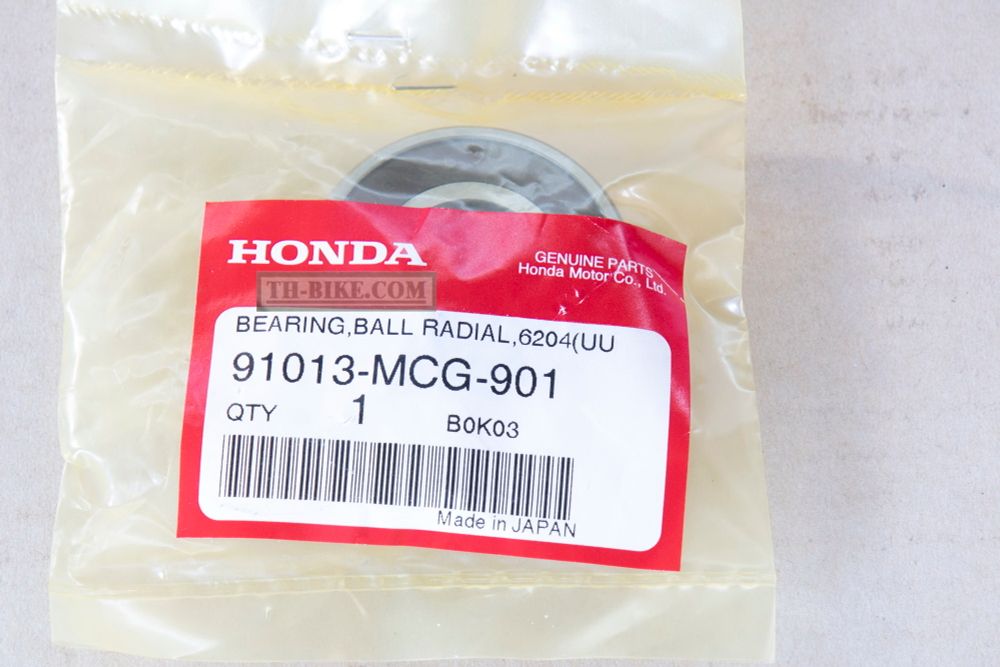 HONDA
GENUINE PARTS
Honda Motor Co., Ltd.
TH-BIKE.COM
BEARING,BALL RADIAL,6204(UU
91013-MCG-901
QTY 1 B0K03
Made in JAPAN